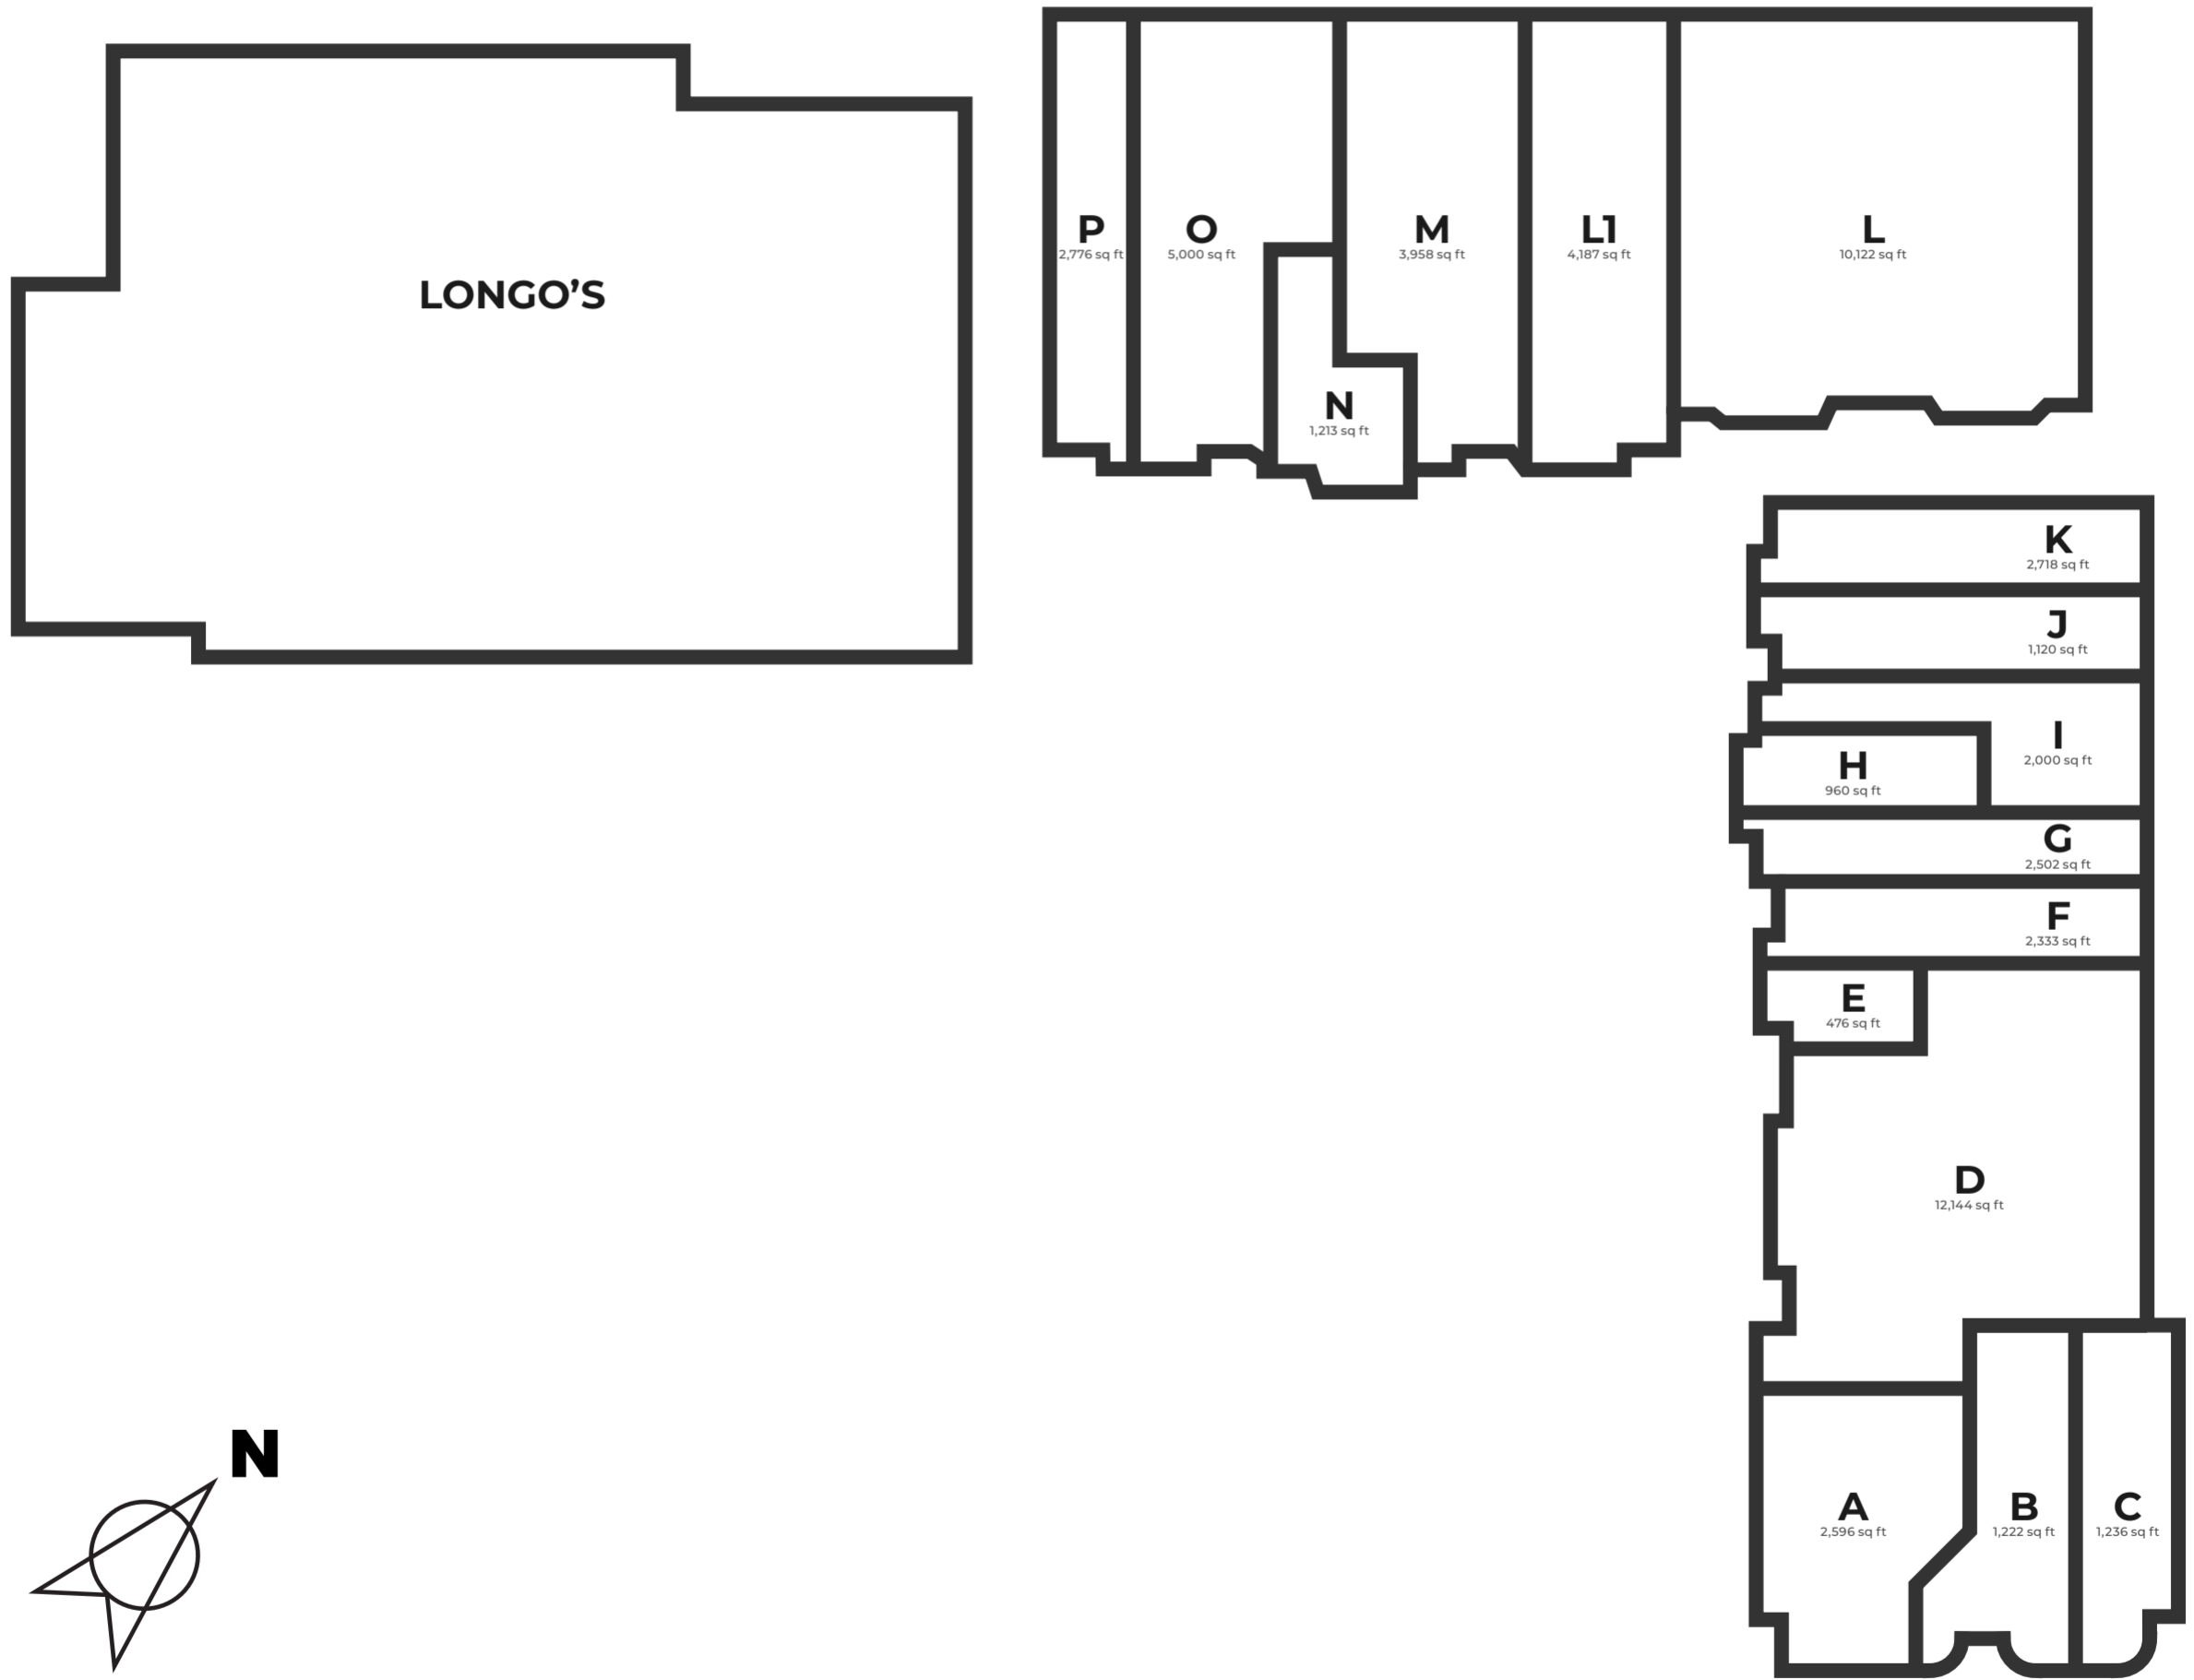 LONGO’S
P
2,776 sq ft
O
5,000 sq ft
M
3,958 sq ft
L1
4,187 sq ft
L
10,122 sq ft
N
1,213 sq ft
K
2,718 sq ft
J
1,120 sq ft
I
2,000 sq ft
H
960 sq ft
G
2,502 sq ft
F
2,333 sq ft
E
476 sq ft
D
12,144 sq ft
A
2,596 sq ft
B
1,222 sq ft
C
1,236 sq ft
N